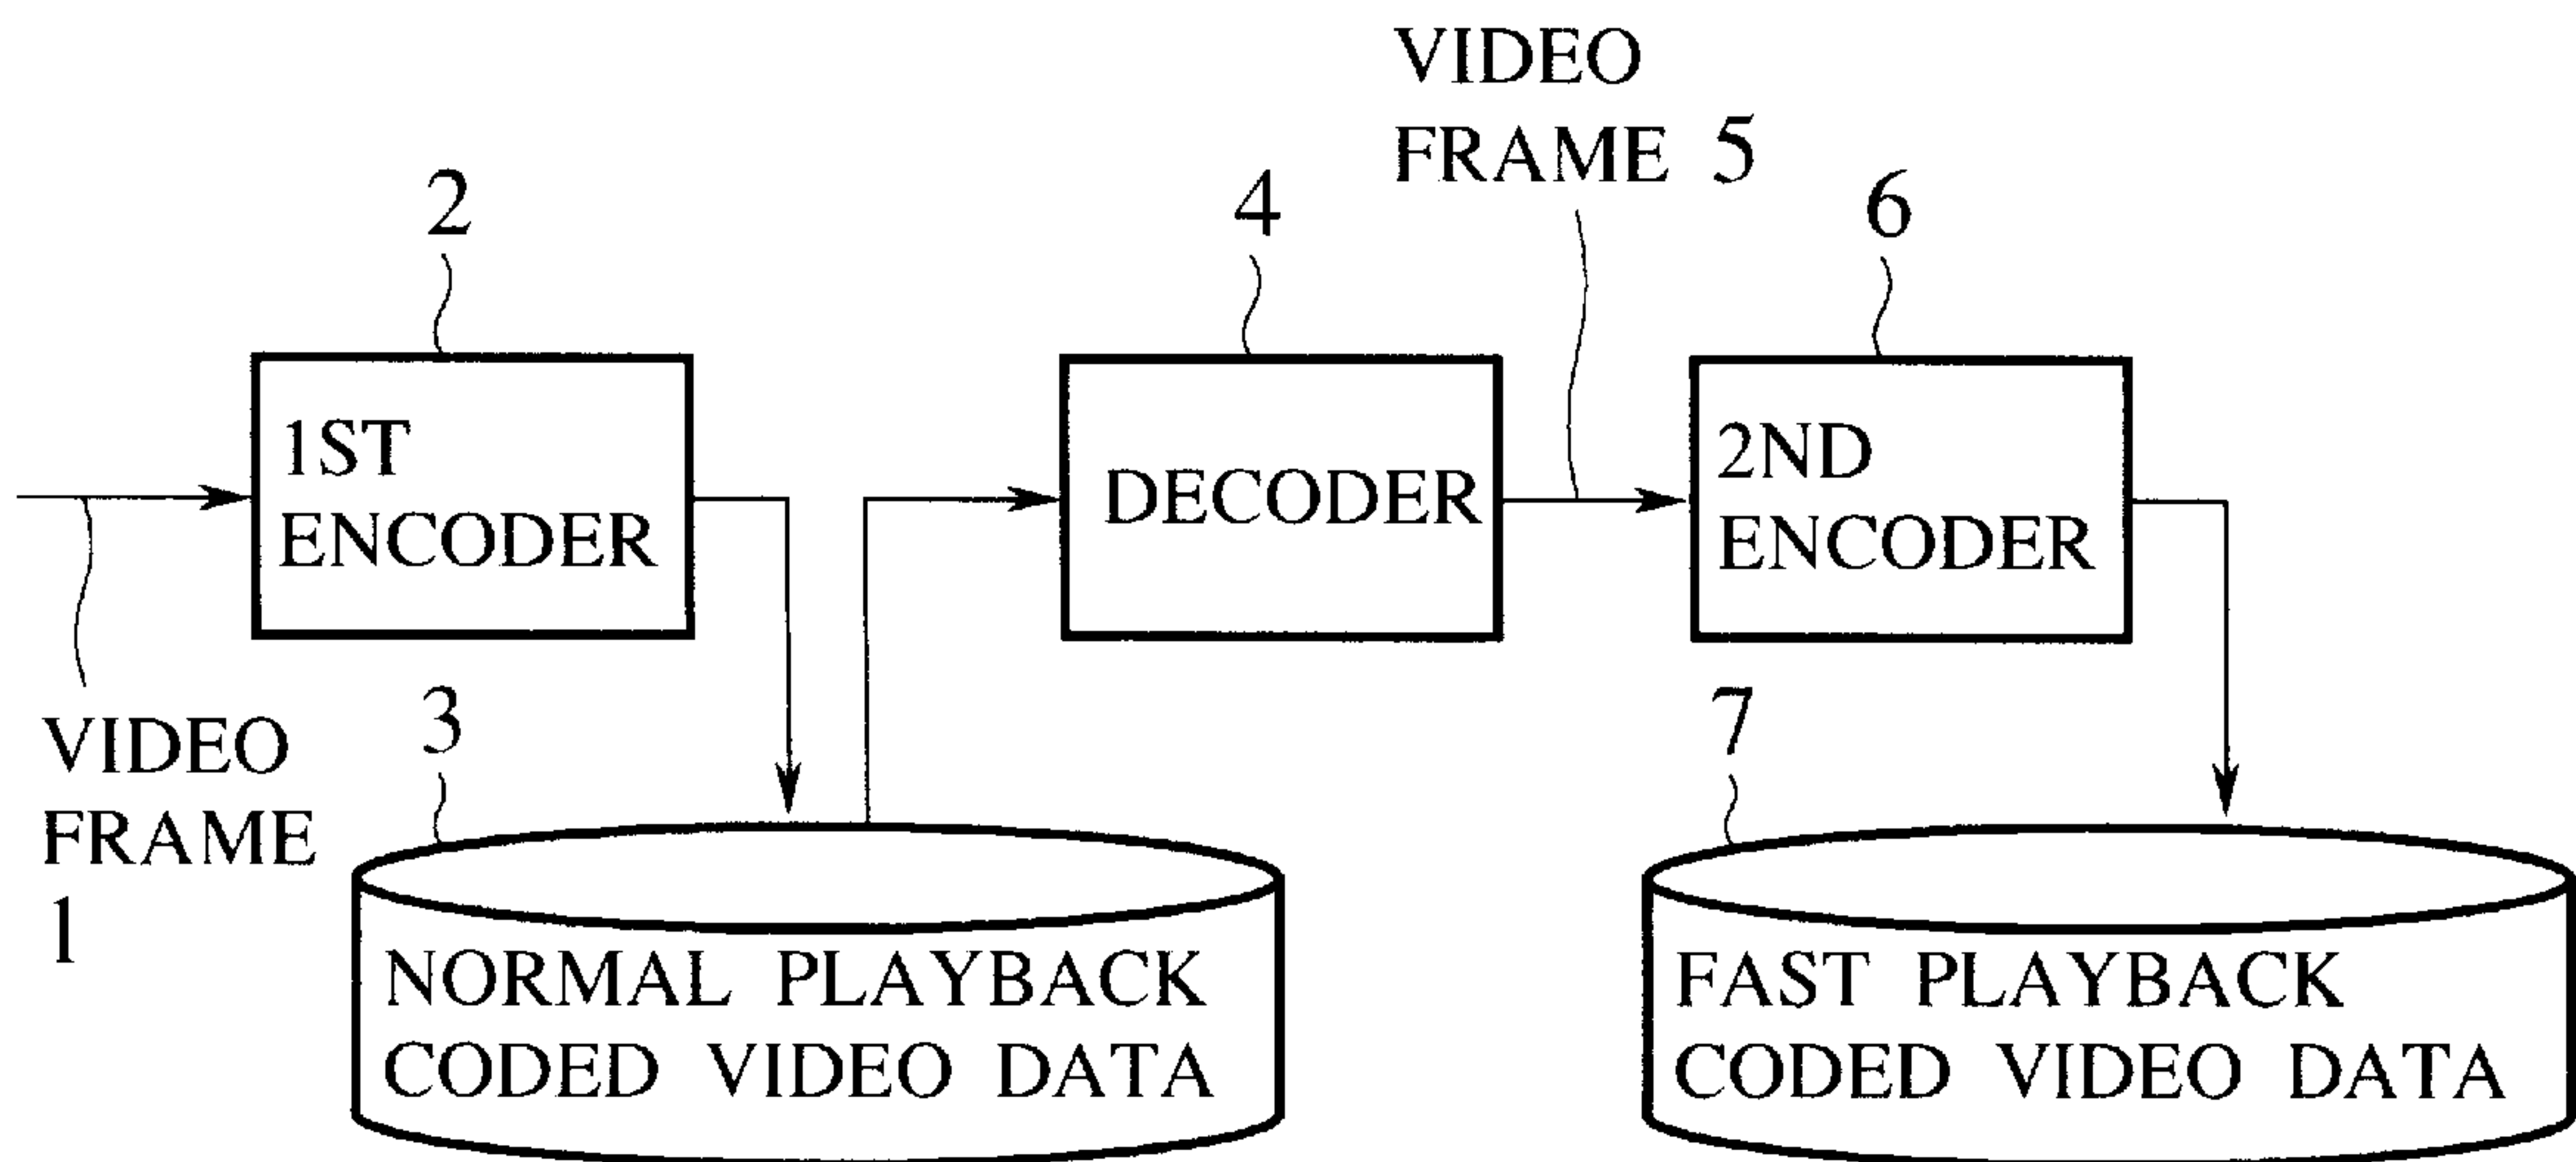 VIDEO
FRAME 5
2
4
6
1ST
ENCODER
DECODER
2ND
ENCODER
VIDEO
FRAME
1
3
7
NORMAL PLAYBACK
CODED VIDEO DATA
FAST PLAYBACK
CODED VIDEO DATA